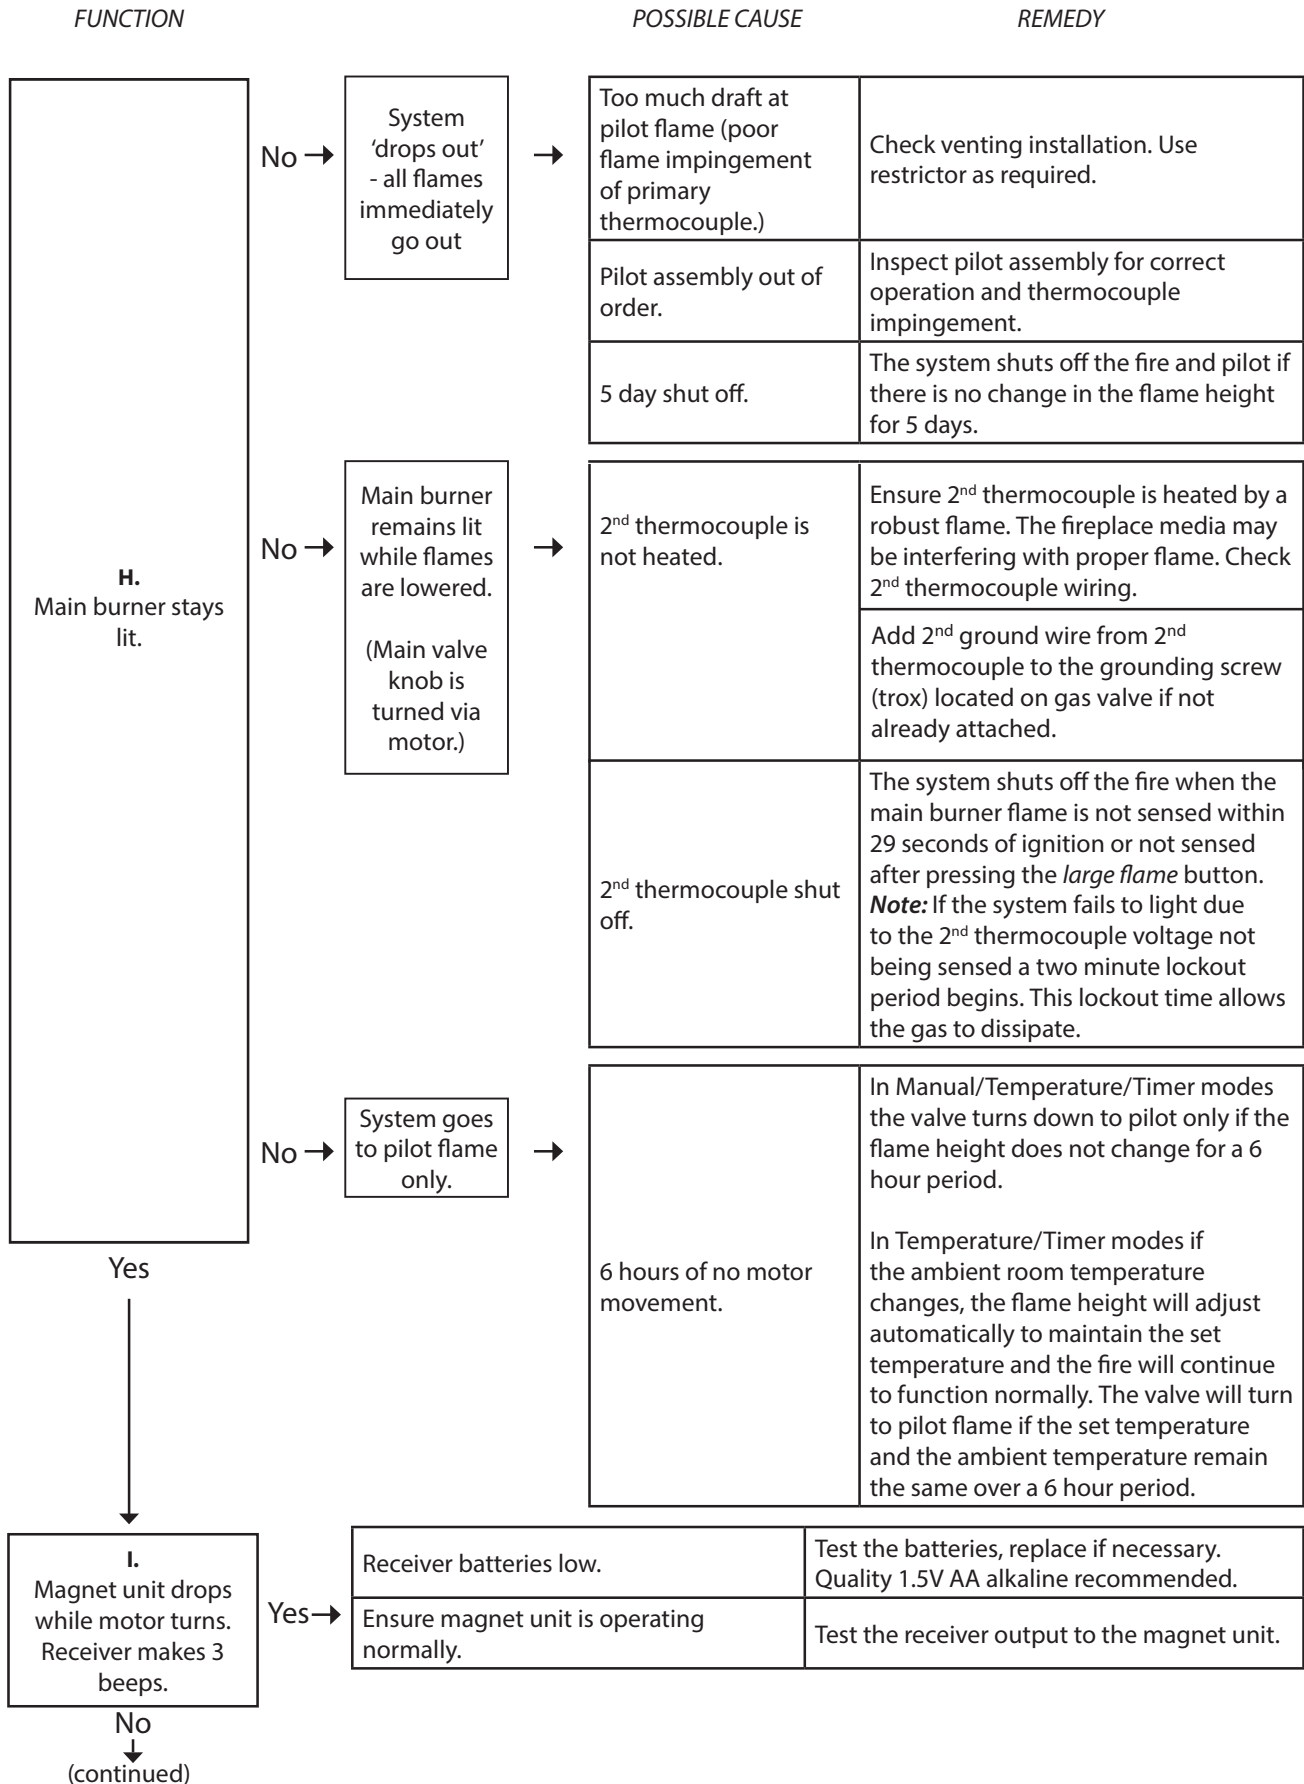 FUNCTION
POSSIBLE CAUSE
REMEDY
H.
Main burner stays
lit.
No →
System
‘drops out’
- all flames
immediately
go out
→
Too much draft at
pilot flame (poor
flame impingement
of primary
thermocouple.)
Check venting installation. Use
restrictor as required.
Pilot assembly out of
order.
Inspect pilot assembly for correct
operation and thermocouple
impingement.
5 day shut off.
The system shuts off the fire and pilot if
there is no change in the flame height
for 5 days.
No →
Main burner
remains lit
while flames
are lowered.
(Main valve
knob is
turned via
motor.)
→
2nd thermocouple is
not heated.
Ensure 2nd thermocouple is heated by a
robust flame. The fireplace media may
be interfering with proper flame. Check
2nd thermocouple wiring.
Add 2nd ground wire from 2nd
thermocouple to the grounding screw
(trox) located on gas valve if not
already attached.
2nd thermocouple shut
off.
The system shuts off the fire when the
main burner flame is not sensed within
29 seconds of ignition or not sensed
after pressing the large flame button.
Note: If the system fails to light due
to the 2nd thermocouple voltage not
being sensed a two minute lockout
period begins. This lockout time allows
the gas to dissipate.
No →
System goes
to pilot flame
only.
→
6 hours of no motor
movement.
In Manual/Temperature/Timer modes
the valve turns down to pilot only if the
flame height does not change for a 6
hour period.
In Temperature/Timer modes if
the ambient room temperature
changes, the flame height will adjust
automatically to maintain the set
temperature and the fire will continue
to function normally. The valve will turn
to pilot flame if the set temperature
and the ambient temperature remain
the same over a 6 hour period.
Yes
I.
Magnet unit drops
while motor turns.
Receiver makes 3
beeps.
Yes→
Receiver batteries low.
Test the batteries, replace if necessary.
Quality 1.5V AA alkaline recommended.
Ensure magnet unit is operating
normally.
Test the receiver output to the magnet unit.
No
(continued)